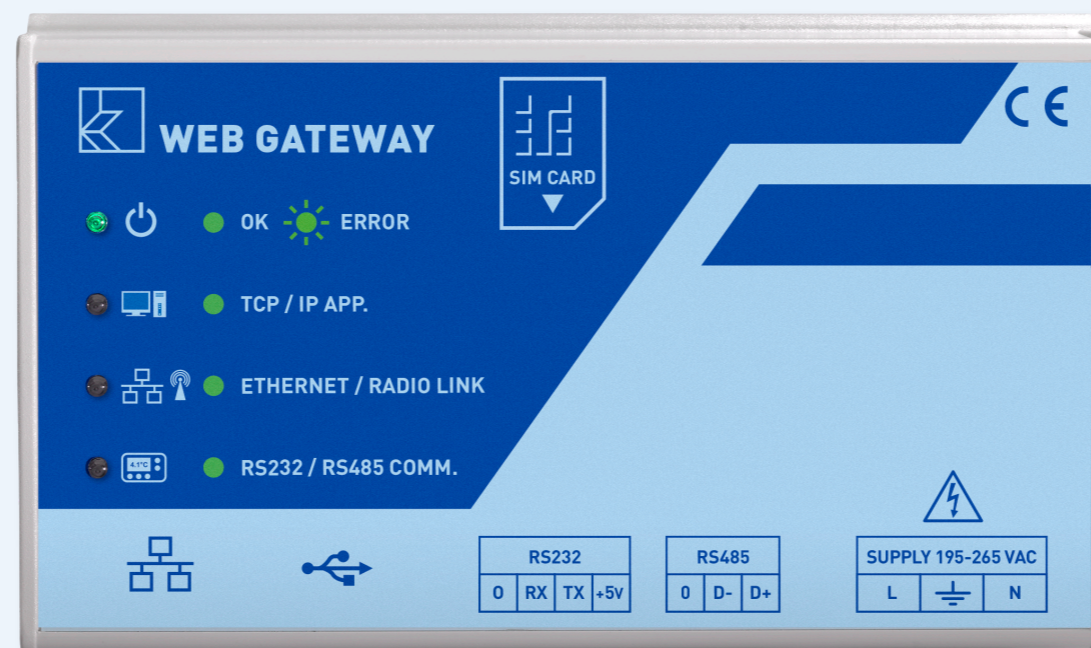 WEB GATEWAY
SIM CARD
CE
OK ERROR
TCP / IP APP.
ETHERNET / RADIO LINK
4.1°C
RS232 / RS485 COMM.
RS232
0 RX TX +5v
RS485
0 D- D+
SUPPLY 195-265 VAC
L N